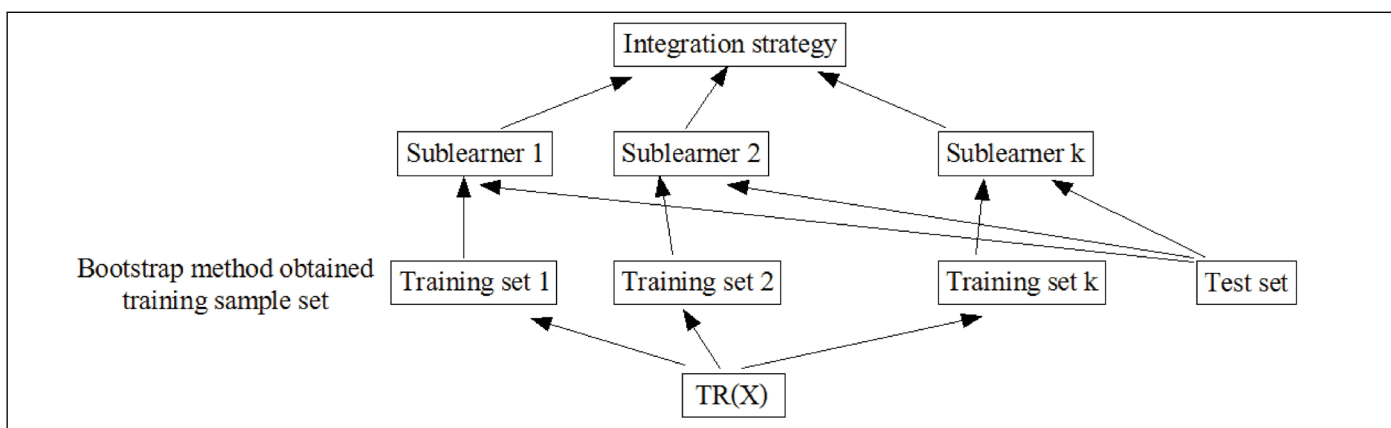 Integration strategy
Sublearner 1
Sublearner 2
Sublearner k
Bootstrap method obtained
training sample set
Training set 1
Training set 2
Training set k
Test set
TR(X)